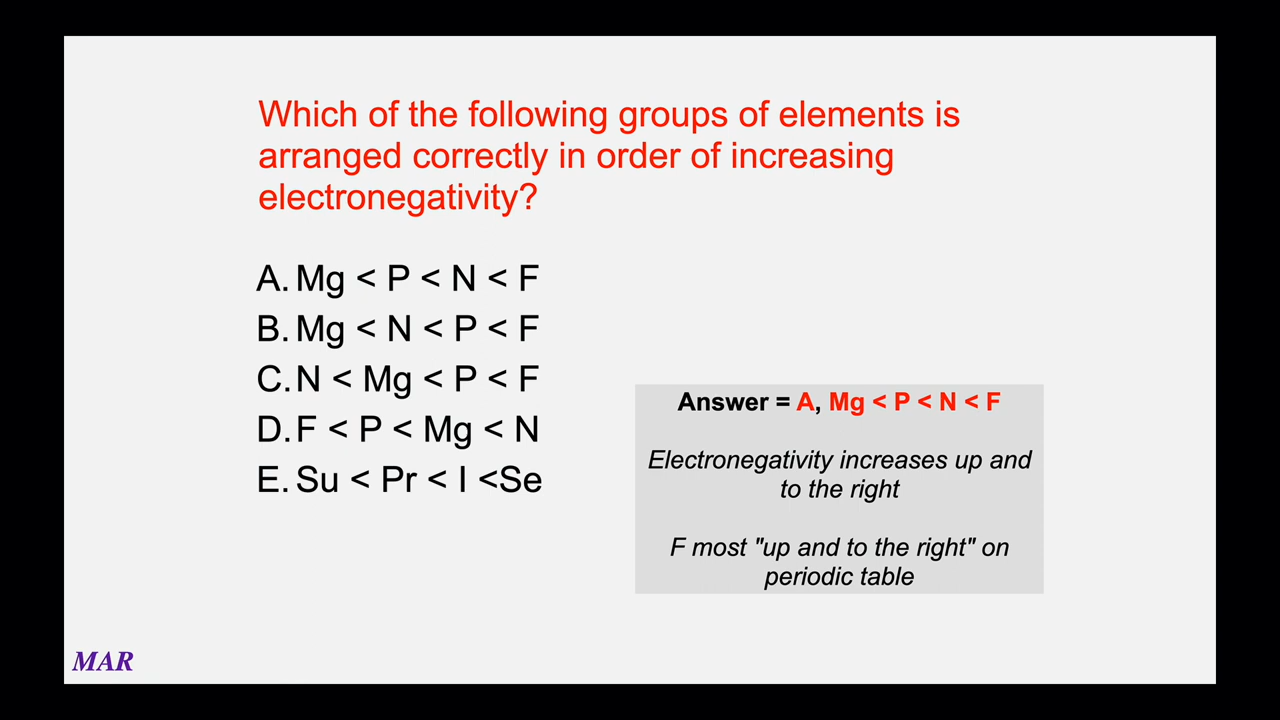 Which of the following groups of elements is
arranged correctly in order of increasing
electronegativity?
A. Mg < P < N < F
B. Mg < N < P < F
C. N < Mg < P < F
D. F < P < Mg < N
E. Su < Pr < I <Se
Answer = A, Mg < P < N < F
Electronegativity increases up and
to the right
F most "up and to the right" on
periodic table
MAR